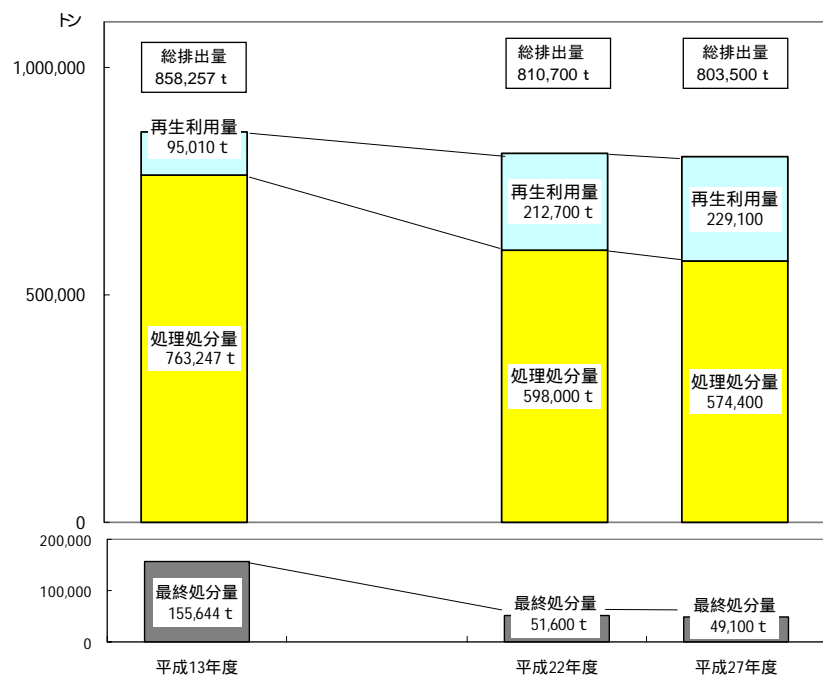 トン
総排出量
858,257 t
総排出量
810,700 t
総排出量
803,500 t
1,000,000
再生利用量
95,010 t
再生利用量
212,700 t
再生利用量
229,100
500,000
処理処分量
763,247 t
処理処分量
598,000 t
処理処分量
574,400
0
200,000
100,000
0
最終処分量
155,644 t
最終処分量
51,600 t
最終処分量
49,100 t
平成13年度
平成22年度
平成27年度